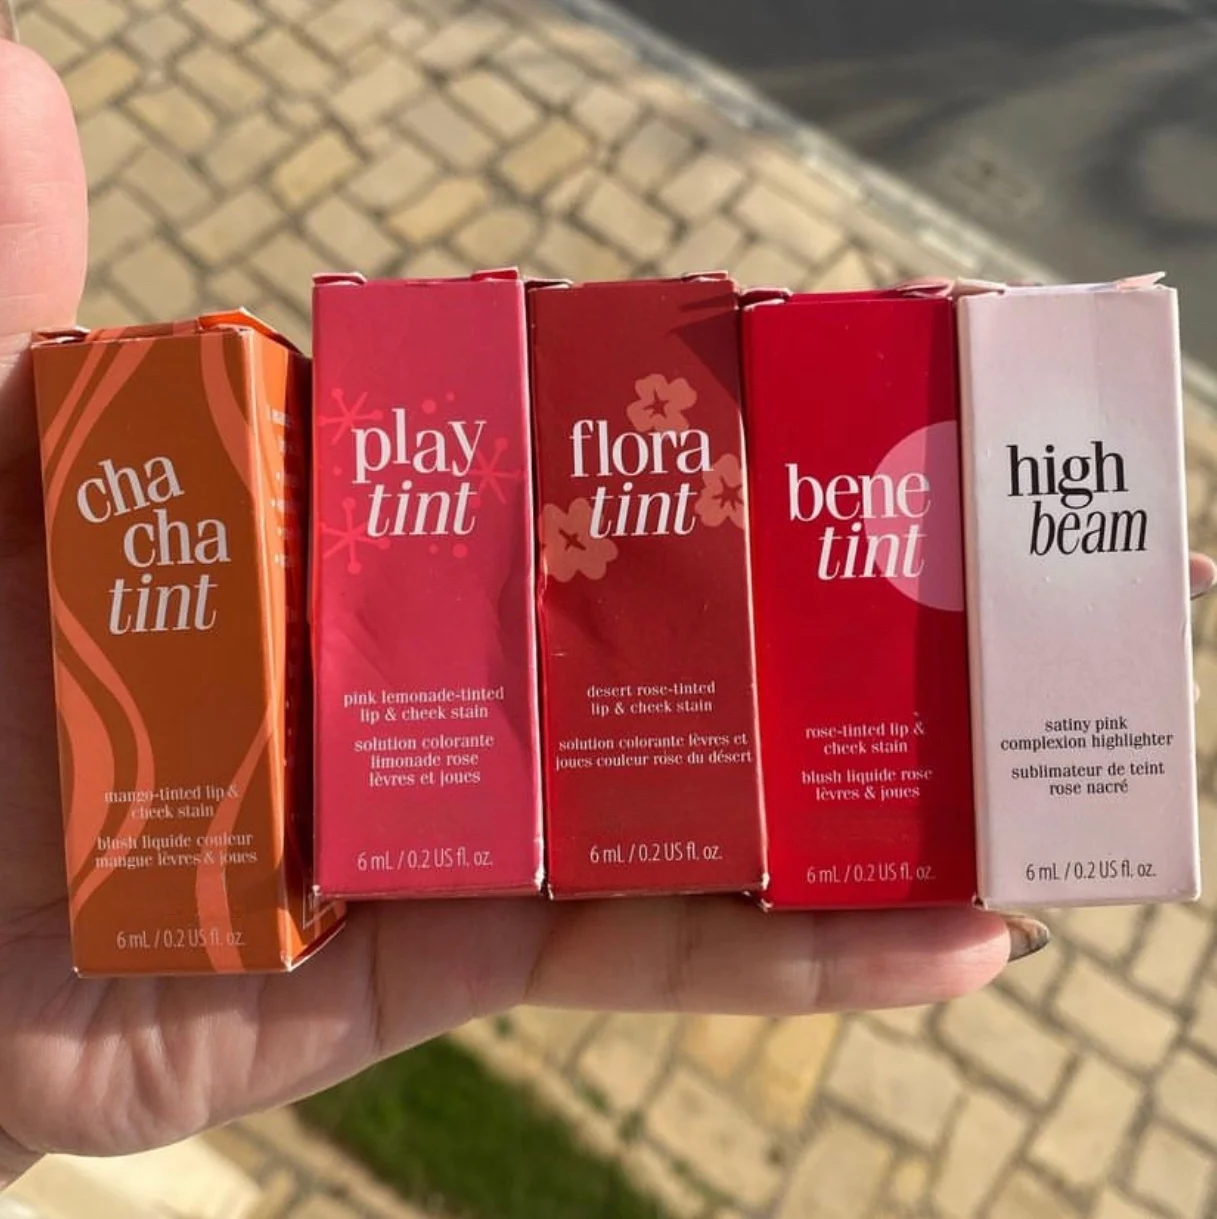 cha
cha
tint
mango-tinted lip &
cheek stain
blush liquide couleur
mangue lèvres & joues
6 mL / 0.2 US fl. oz.
play
tint
pink lemonade-tinted
lip & cheek stain
solution colorante
limonade rose
lèvres et joues
6 mL / 0.2 US fl. oz.
flora
tint
desert rose-tinted
lip & cheek stain
solution colorante lèvres et
joues couleur rose du désert
6 mL / 0.2 US fl. oz.
bene
tint
rose-tinted lip &
cheek stain
blush liquide rose
lèvres & joues
6 mL / 0.2 US fl. oz.
high
beam
satiny pink
complexion highlighter
sublimateur de teint
rose nacré
6 mL / 0.2 US fl. oz.